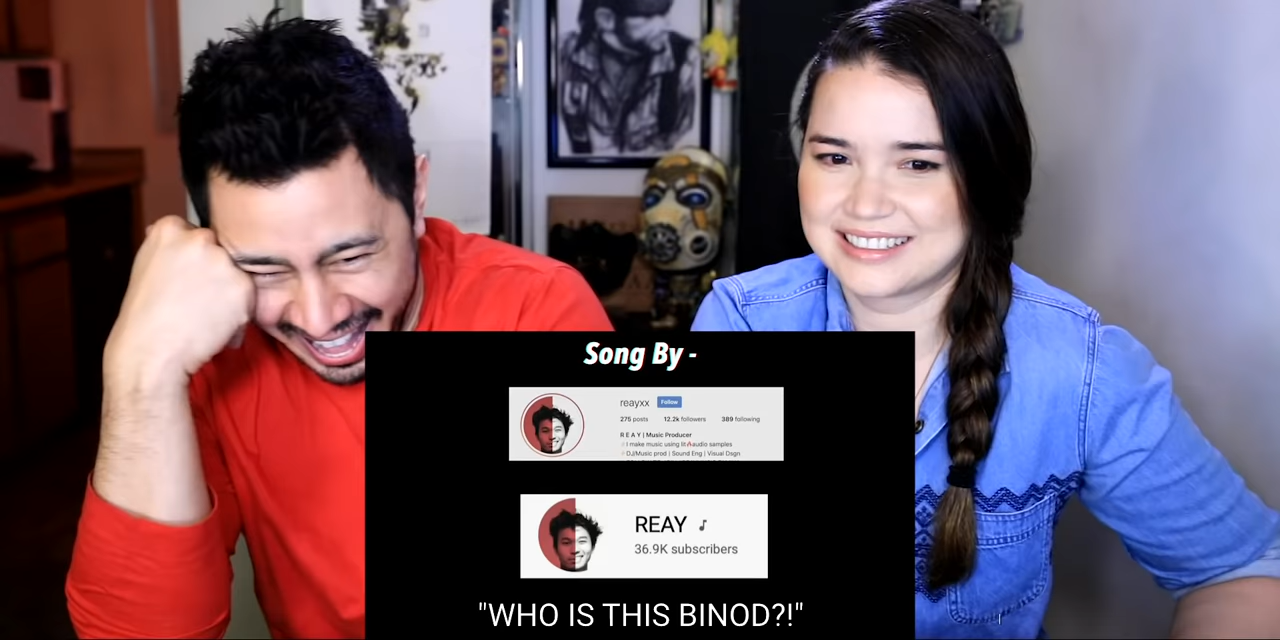 Song By -
reayxx Follow
275 posts 12.2k followers 389 following
R E A Y | Music Producer
I make music using lit audio samples
DJ/Music prod | Sound Eng | Visual Dsgn
REAY
36.9K subscribers
"WHO IS THIS BINOD?!"